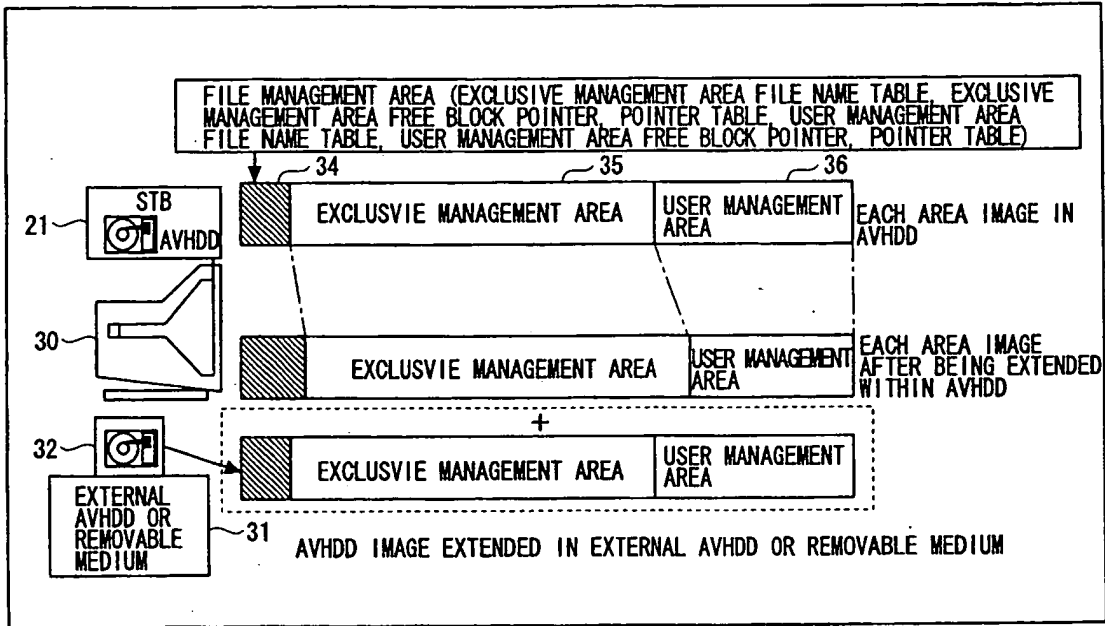 FILE MANAGEMENT AREA (EXCLUSIVE MANAGEMENT AREA FILE NAME TABLE, EXCLUSIVE
MANAGEMENT AREA FREE BLOCK POINTER, POINTER TABLE, USER MANAGEMENT AREA
FILE NAME TABLE, USER MANAGEMENT AREA FREE BLOCK POINTER, POINTER TABLE)
34
35
36
21
STB
AVHDD
EXCLUSVIE MANAGEMENT AREA
USER MANAGEMENT
AREA
EACH AREA IMAGE IN
AVHDD
30
EXCLUSVIE MANAGEMENT AREA
USER MANAGEMENT
AREA
EACH AREA IMAGE
AFTER BEING EXTENDED
WITHIN AVHDD
+
32
EXCLUSVIE MANAGEMENT AREA
USER MANAGEMENT
AREA
EXTERNAL
AVHDD OR
REMOVABLE
MEDIUM
31
AVHDD IMAGE EXTENDED IN EXTERNAL AVHDD OR REMOVABLE MEDIUM